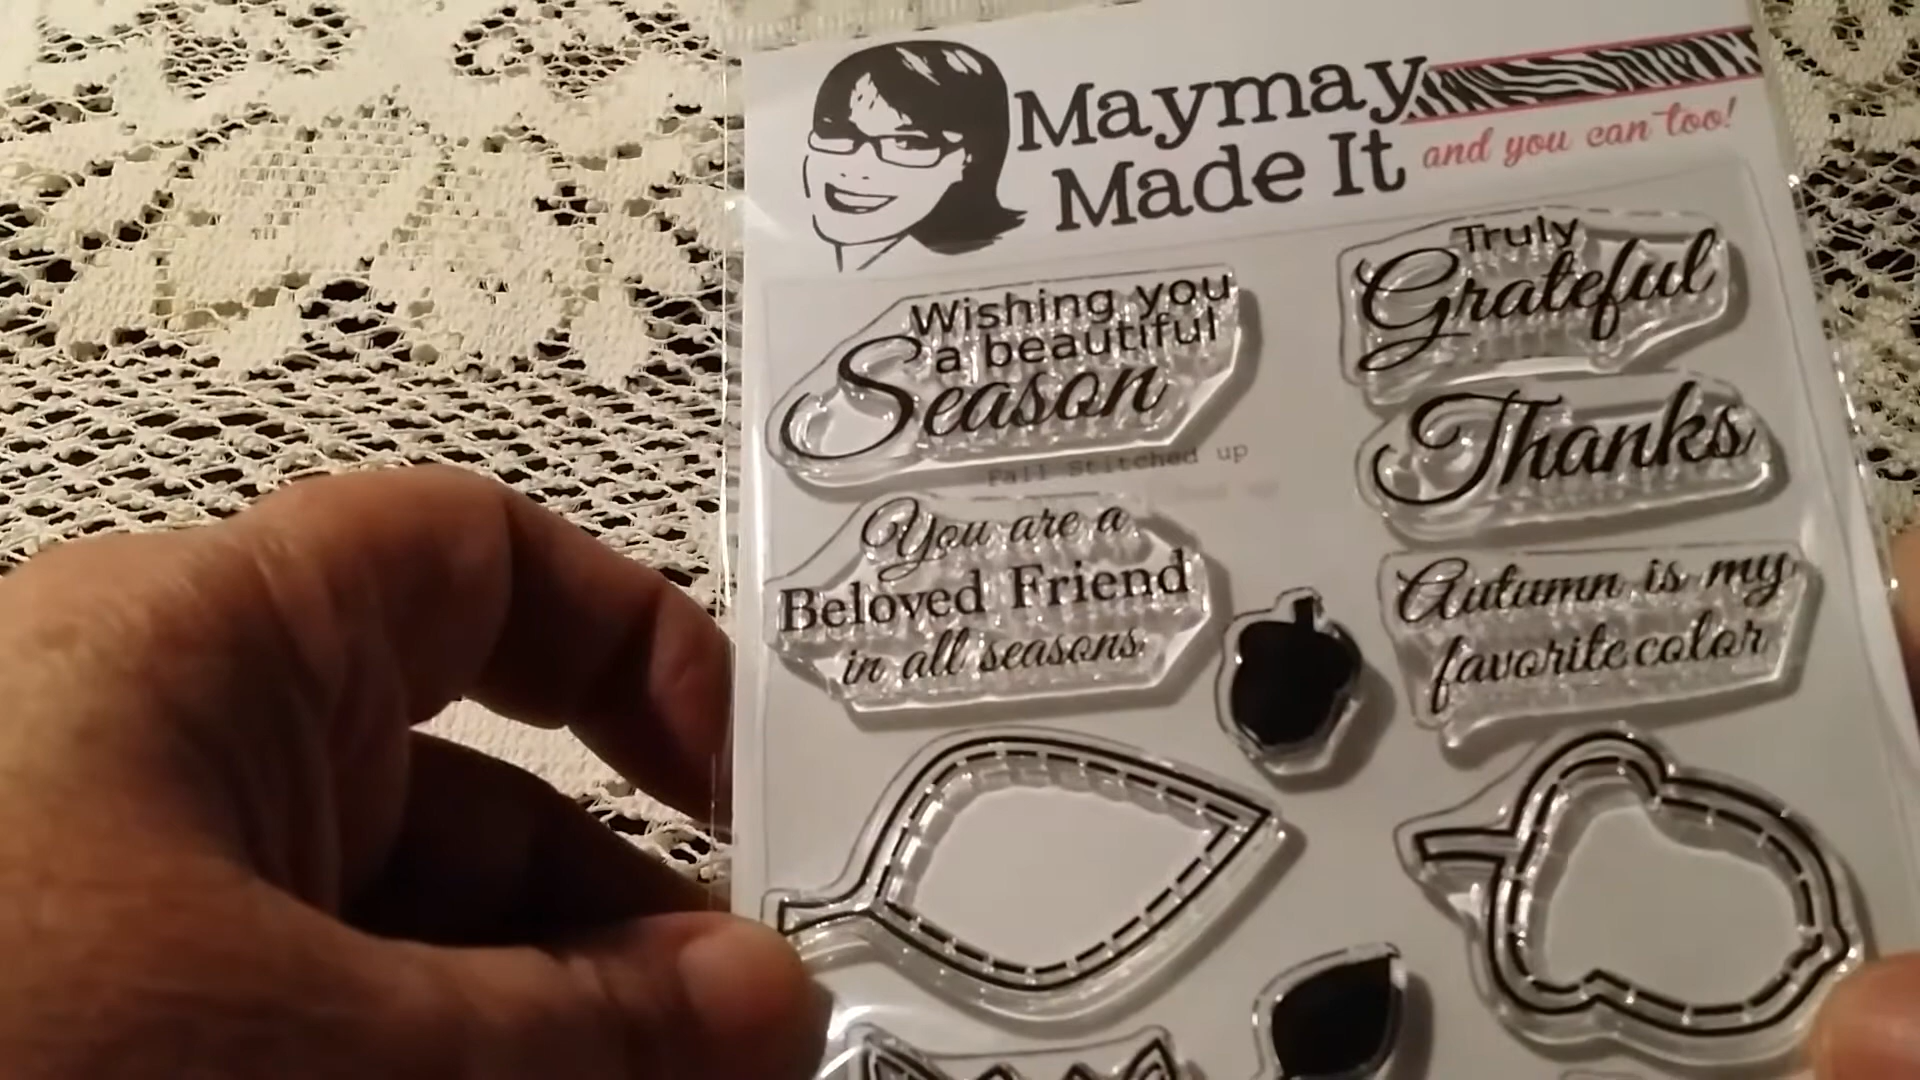 Maymay
Made It
and you can too!
Wishing you
a beautiful
Season
Truly
Grateful
Fall Stitched up
Thanks
You are a
Beloved Friend
in all seasons.
Autumn is my
favorite color